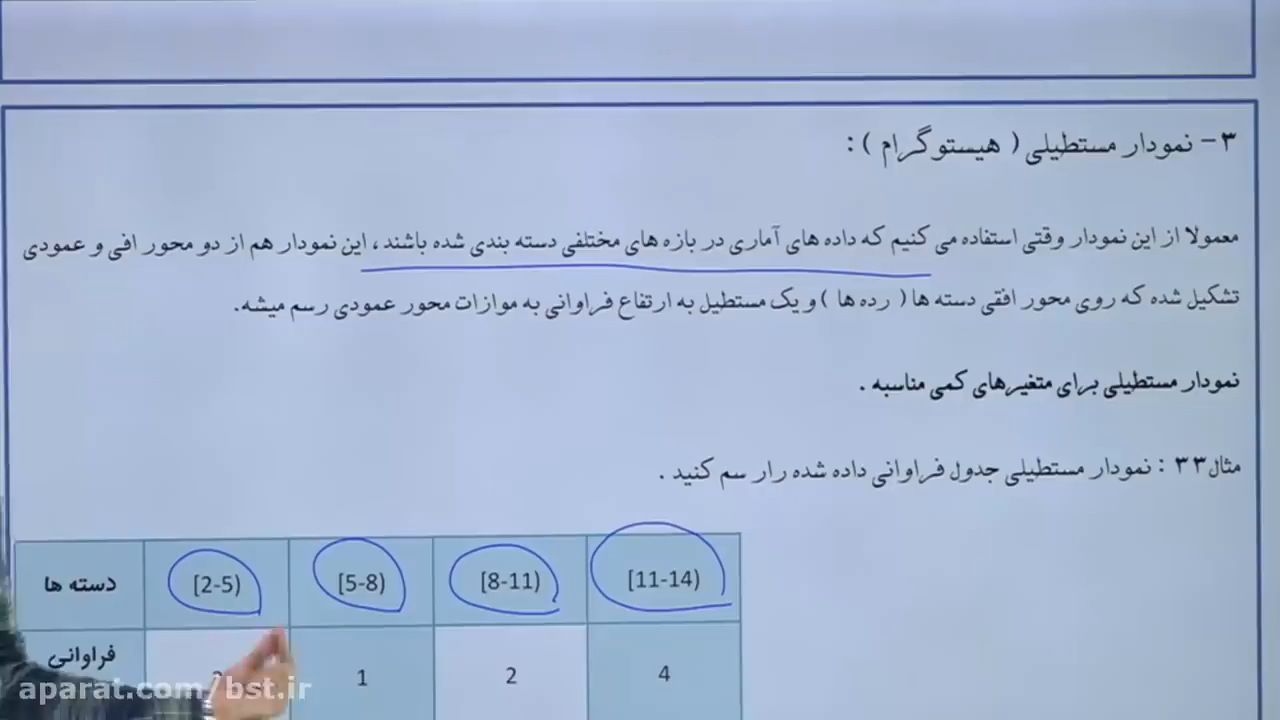 ۳- نمودار مستطیلی ( هیستوگرام ) :
معمولا از این نمودار وقتی استفاده می کنیم که داده های آماری در بازه های مختلفی دسته بندی شده باشند ، این نمودار هم از دو محور افی و عمودی
تشکیل شده که روی محور افقی دسته ها ( رده ها ) و یک مستطیل به ارتفاع فراوانی به موازات محور عمودی رسم میشه.
نمودار مستطیلی برای متغیرهای کمی مناسبه .
مثال۳۳ : نمودار مستطیلی جدول فراوانی داده شده رار سم کنید .
دسته ها [2-5) [5-8) [8-11) [11-14)
فراوانی 1 2 4
aparat.com/bst.ir